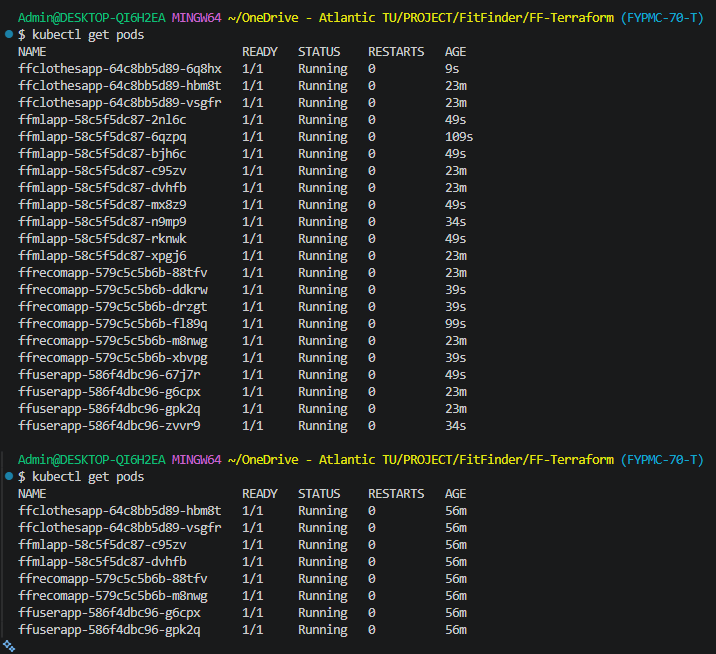 Admin@DESKTOP-QI6H2EA MINGW64 ~/OneDrive - Atlantic TU/PROJECT/FitFinder/FF-Terraform (FYPMC-70-T)
$ kubectl get pods
NAME READY STATUS RESTARTS AGE
ffclothesapp-64c8bb5d89-6q8hx 1/1 Running 0 9s
ffclothesapp-64c8bb5d89-hbm8t 1/1 Running 0 23m
ffclothesapp-64c8bb5d89-vsgfr 1/1 Running 0 23m
ffmlapp-58c5f5dc87-2nl6c 1/1 Running 0 49s
ffmlapp-58c5f5dc87-6qzpq 1/1 Running 0 109s
ffmlapp-58c5f5dc87-bjh6c 1/1 Running 0 49s
ffmlapp-58c5f5dc87-c95zv 1/1 Running 0 23m
ffmlapp-58c5f5dc87-dvhfb 1/1 Running 0 23m
ffmlapp-58c5f5dc87-mx8z9 1/1 Running 0 49s
ffmlapp-58c5f5dc87-n9mp9 1/1 Running 0 34s
ffmlapp-58c5f5dc87-rknwk 1/1 Running 0 49s
ffmlapp-58c5f5dc87-xpgj6 1/1 Running 0 23m
ffrecomapp-579c5c5b6b-88tfv 1/1 Running 0 23m
ffrecomapp-579c5c5b6b-ddkrw 1/1 Running 0 39s
ffrecomapp-579c5c5b6b-drzgt 1/1 Running 0 39s
ffrecomapp-579c5c5b6b-fl89q 1/1 Running 0 99s
ffrecomapp-579c5c5b6b-m8nwg 1/1 Running 0 23m
ffrecomapp-579c5c5b6b-xbvpg 1/1 Running 0 39s
ffuserapp-586f4dbc96-67j7r 1/1 Running 0 49s
ffuserapp-586f4dbc96-g6cpx 1/1 Running 0 23m
ffuserapp-586f4dbc96-gpk2q 1/1 Running 0 23m
ffuserapp-586f4dbc96-zvvr9 1/1 Running 0 34s
Admin@DESKTOP-QI6H2EA MINGW64 ~/OneDrive - Atlantic TU/PROJECT/FitFinder/FF-Terraform (FYPMC-70-T)
$ kubectl get pods
NAME READY STATUS RESTARTS AGE
ffclothesapp-64c8bb5d89-hbm8t 1/1 Running 0 56m
ffclothesapp-64c8bb5d89-vsgfr 1/1 Running 0 56m
ffmlapp-58c5f5dc87-c95zv 1/1 Running 0 56m
ffmlapp-58c5f5dc87-dvhfb 1/1 Running 0 56m
ffrecomapp-579c5c5b6b-88tfv 1/1 Running 0 56m
ffrecomapp-579c5c5b6b-m8nwg 1/1 Running 0 56m
ffuserapp-586f4dbc96-g6cpx 1/1 Running 0 56m
ffuserapp-586f4dbc96-gpk2q 1/1 Running 0 56m